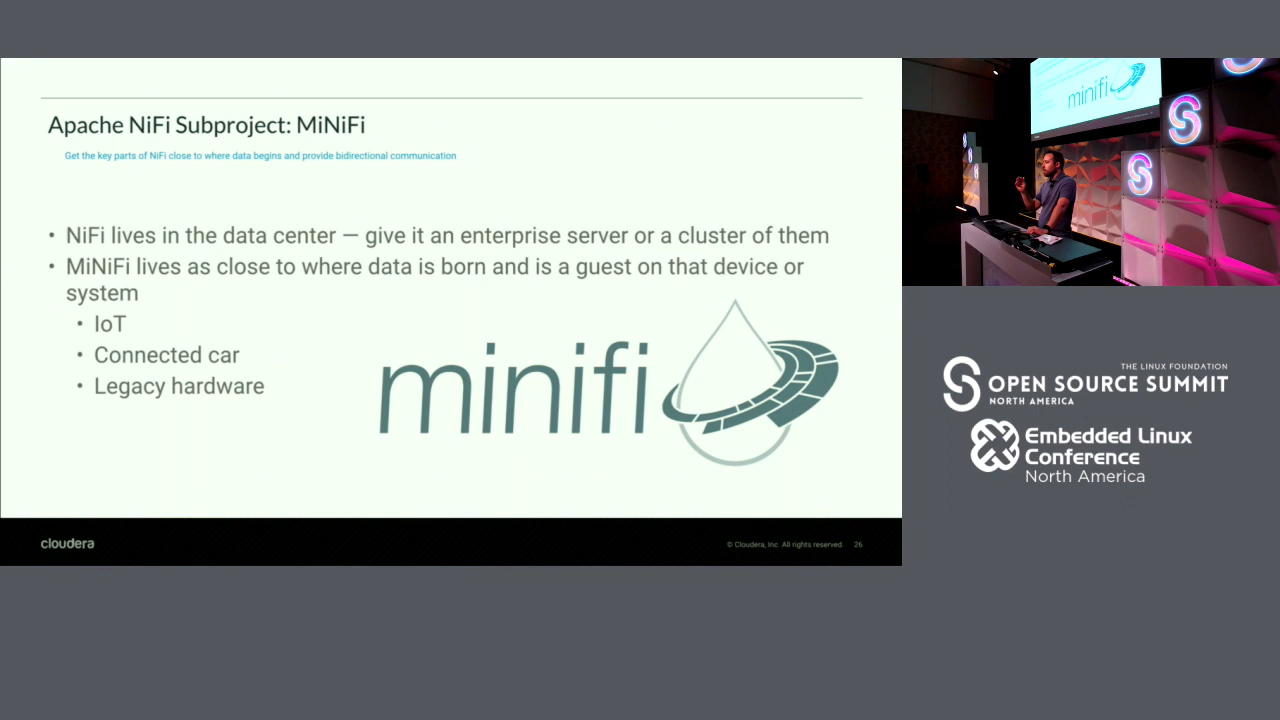 Apache NiFi Subproject: MiNiFi
Get the key parts of NiFi close to where data begins and provide bidirectional communication
• NiFi lives in the data center — give it an enterprise server or a cluster of them
• MiNiFi lives as close to where data is born and is a guest on that device or
system
• IoT
• Connected car
• Legacy hardware
minifi
cloudera
© Cloudera, Inc. All rights reserved. 26
minifi
THE LINUX FOUNDATION
OPEN SOURCE SUMMIT
NORTH AMERICA
Embedded Linux
Conference
North America